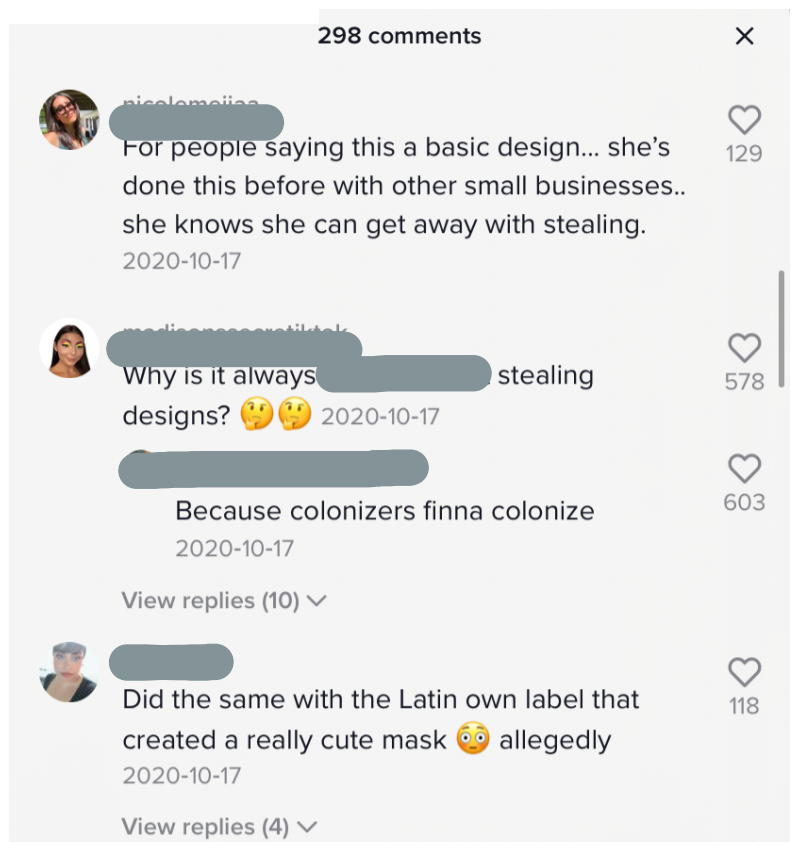 298 comments
For people saying this a basic design... she's
done this before with other small businesses..
she knows she can get away with stealing.
2020-10-17
129
Why is it always stealing
designs? 🤔🤔 2020-10-17
578
Because colonizers finna colonize
2020-10-17
603
View replies (10)
Did the same with the Latin own label that
created a really cute mask 😳 allegedly
2020-10-17
118
View replies (4)